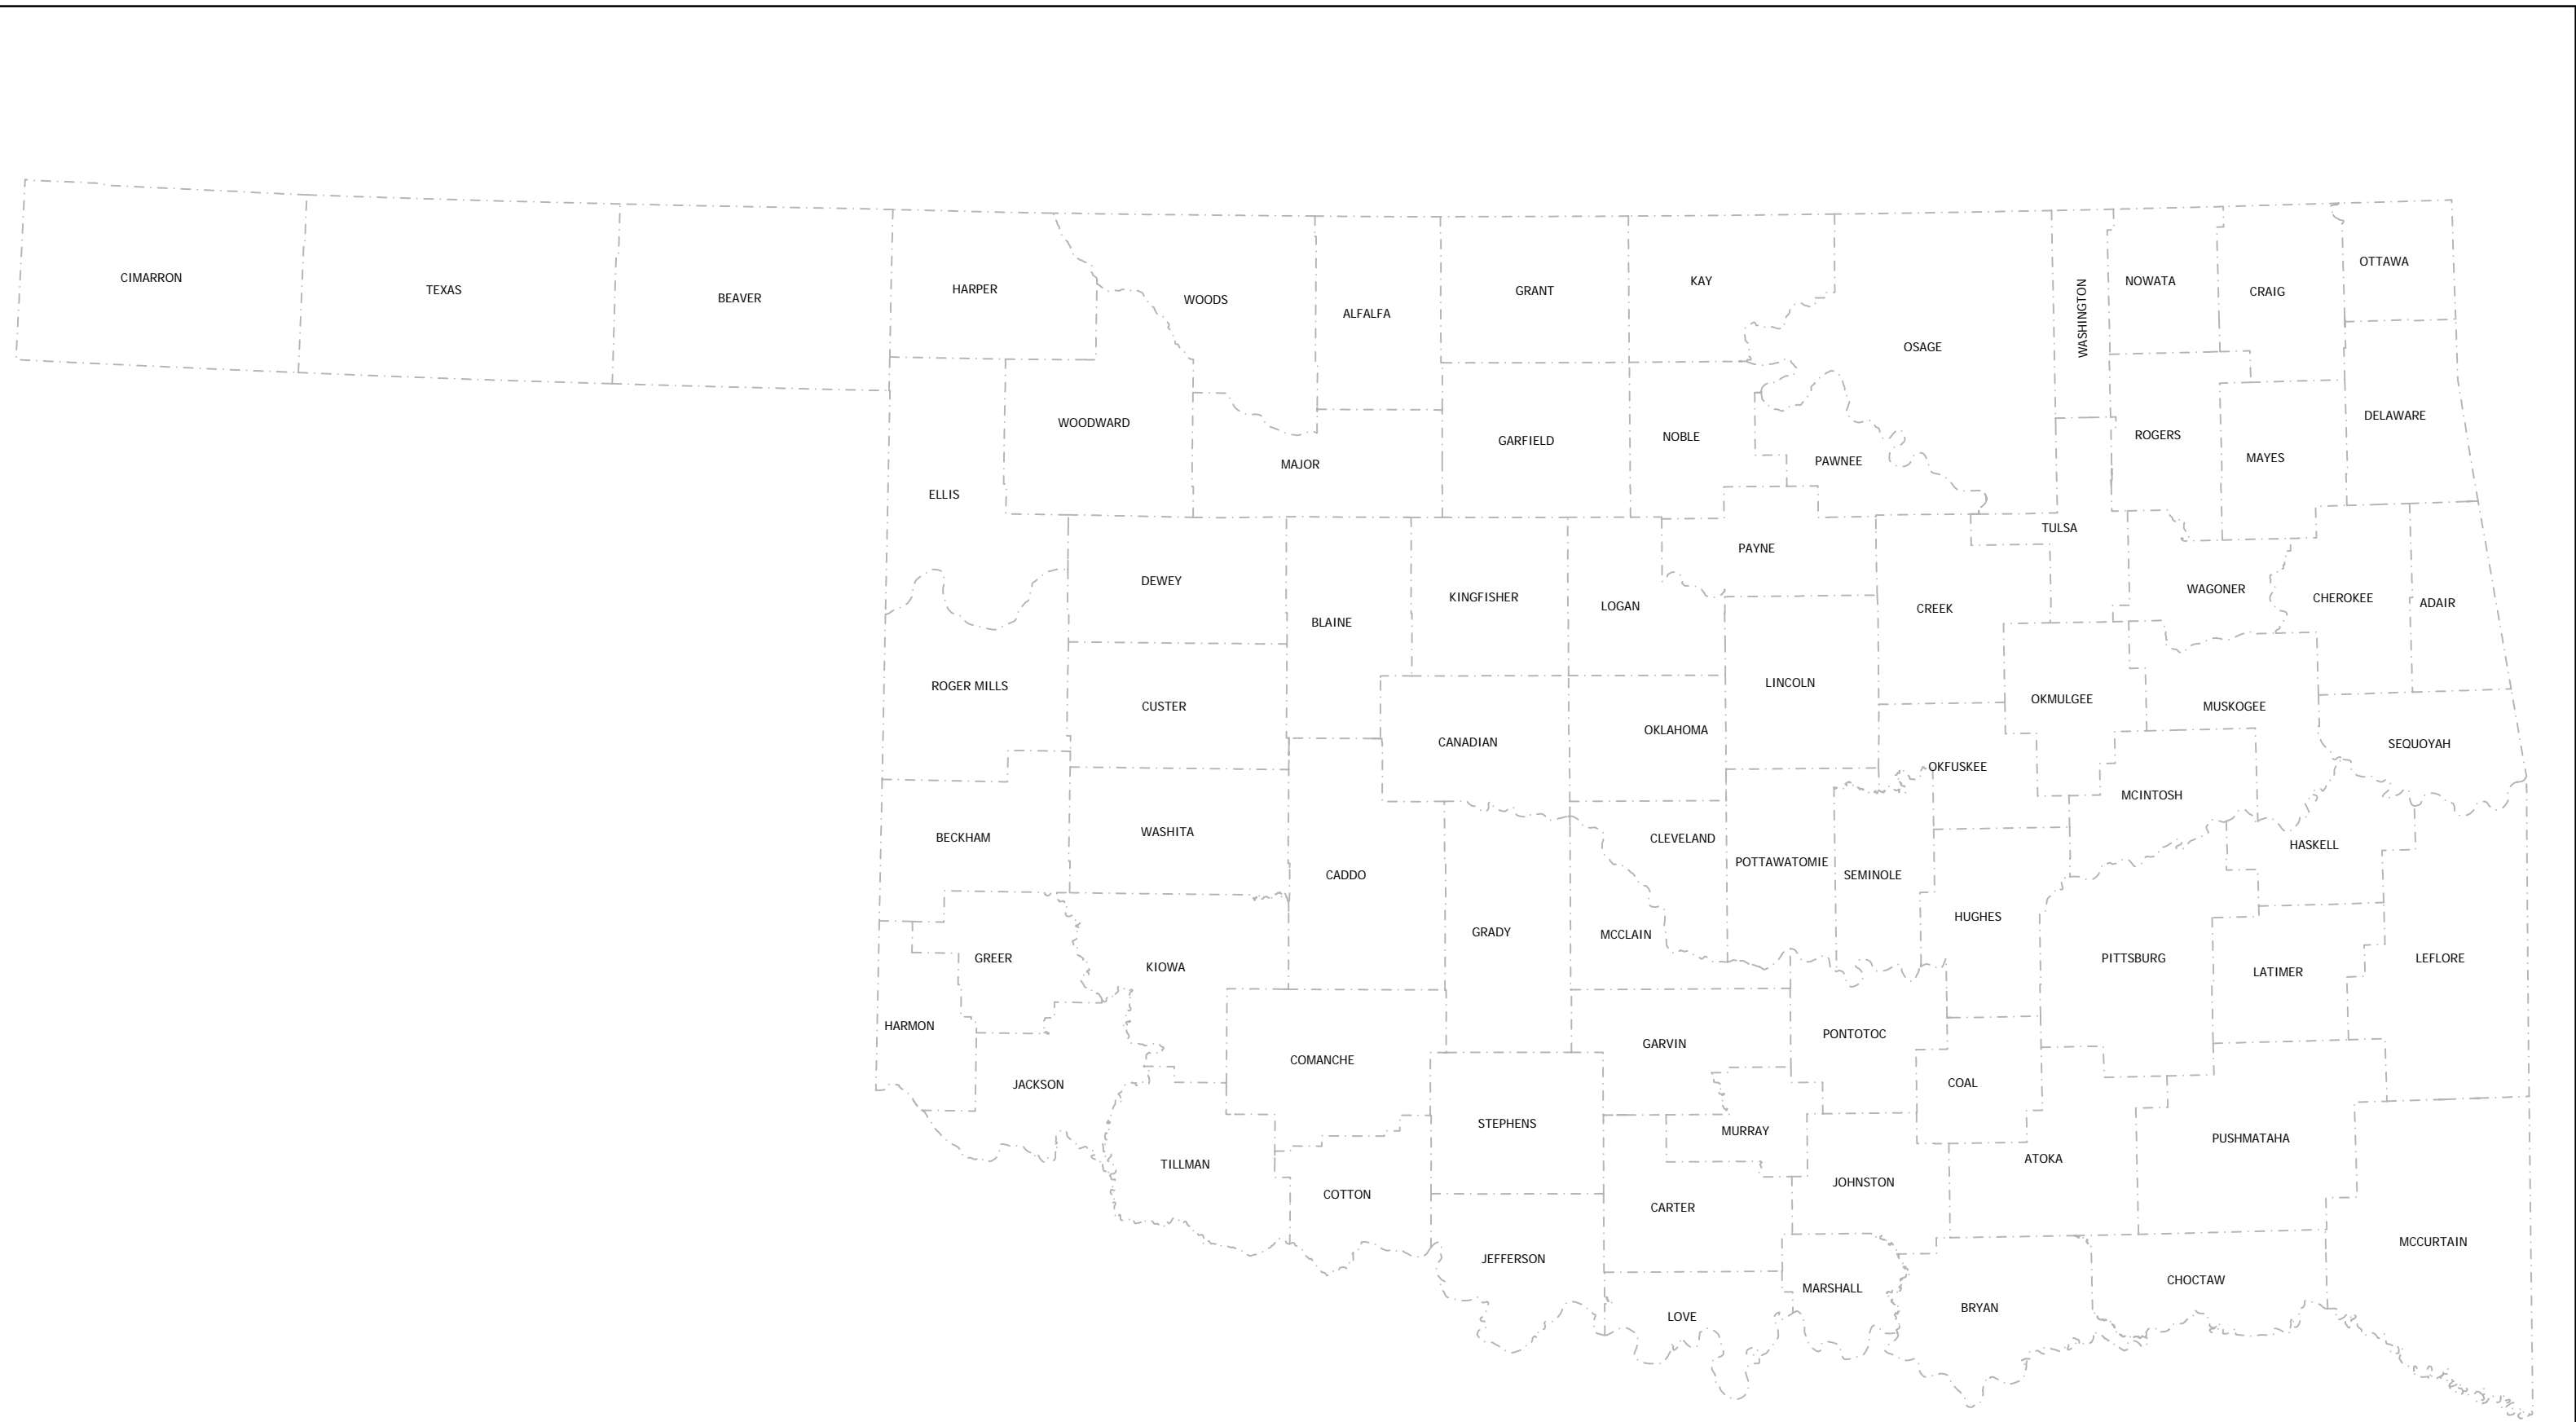 CIMARRON
TEXAS
BEAVER
HARPER
WOODS
ALFALFA
GRANT
KAY
OSAGE
WASHINGTON
NOWATA
CRAIG
OTTAWA
ELLIS
WOODWARD
MAJOR
GARFIELD
NOBLE
PAWNEE
ROGERS
MAYES
DELAWARE
TULSA
DEWEY
BLAINE
KINGFISHER
LOGAN
PAYNE
CREEK
WAGONER
CHEROKEE
ADAIR
ROGER MILLS
CUSTER
CANADIAN
OKLAHOMA
LINCOLN
OKFUSKEE
OKMULGEE
MUSKOGEE
SEQUOYAH
MCINTOSH
BECKHAM
WASHITA
CADDO
GRADY
CLEVELAND
MCCLAIN
POTTAWATOMIE
SEMINOLE
HUGHES
HASKELL
PITTSBURG
LATIMER
LEFLORE
HARMON
GREER
KIOWA
JACKSON
COMANCHE
STEPHENS
GARVIN
PONTOTOC
COAL
MURRAY
TILLMAN
COTTON
CARTER
JOHNSTON
ATOKA
PUSHMATAHA
JEFFERSON
LOVE
MARSHALL
BRYAN
CHOCTAW
MCCURTAIN